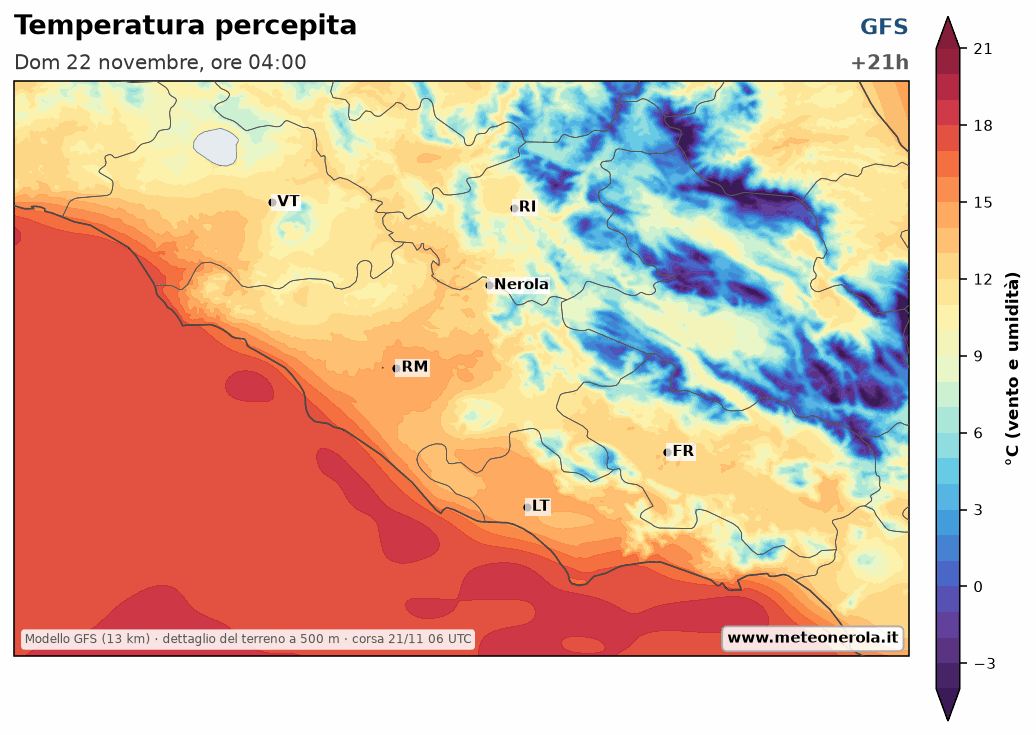 Temperatura percepita
GFS
Dom 22 novembre, ore 04:00
+21h
VT
RI
Nerola
RM
FR
LT
Modello GFS (13 km) · dettaglio del terreno a 500 m · corsa 21/11 06 UTC
www.meteonerola.it
21
18
15
12
9
6
3
0
−3
°C (vento e umidità)